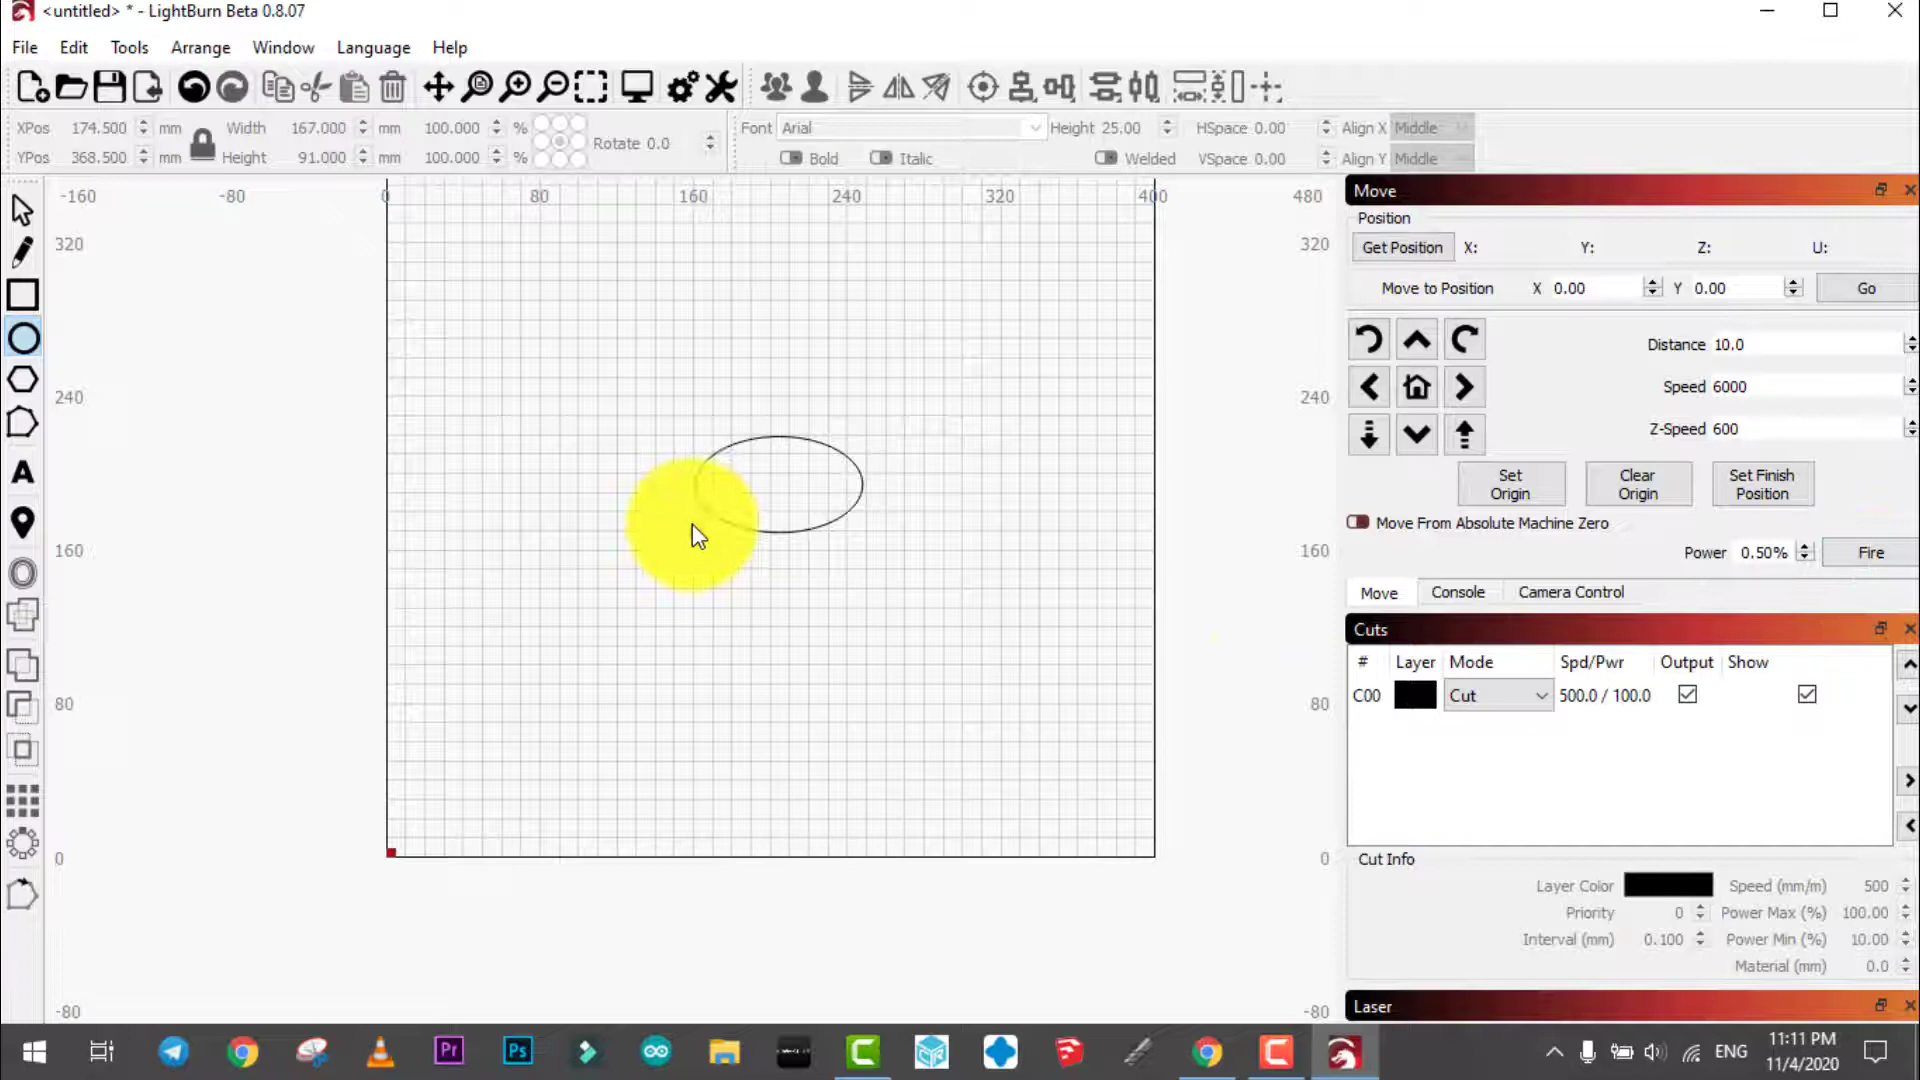 <untitled> * - LightBurn Beta 0.8.07
File Edit Tools Arrange Window Language Help
XPos 174.500 mm Width 167.000 mm 100.000 % Rotate 0.0 Font Arial Height 25.00 HSpace 0.00 Align X Middle
YPos 368.500 mm Height 91.000 mm 100.000 % Bold Italic Welded VSpace 0.00 Align Y Middle
-160 -80 0 80 160 240 320 400 480
320 320
240 240
160 160
80 80
0 0
-80 -80
A
Move
Position
Get Position X: Y: Z: U:
Move to Position X 0.00 Y 0.00 Go
Distance 10.0
Speed 6000
Z-Speed 600
Set Origin Clear Origin Set Finish Position
Move From Absolute Machine Zero
Power 0.50% Fire
Move Console Camera Control
Cuts
# Layer Mode Spd/Pwr Output Show
C00 Cut 500.0 / 100.0
Cut Info
Layer Color Speed (mm/m) 500
Priority 0 Power Max (%) 100.00
Interval (mm) 0.100 Power Min (%) 10.00
Material (mm) 0.0
Laser
Pr Ps ENG 11:11 PM
11/4/2020